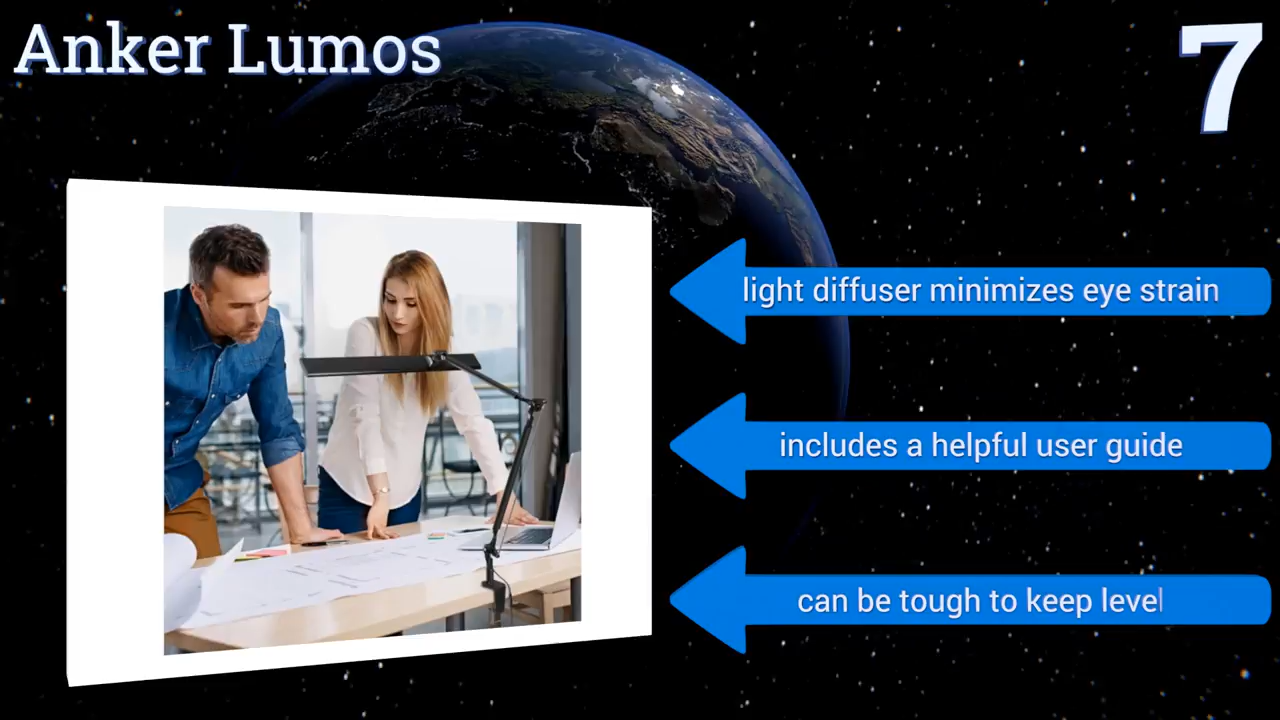 Anker Lumos
7
light diffuser minimizes eye strain
includes a helpful user guide
can be tough to keep level